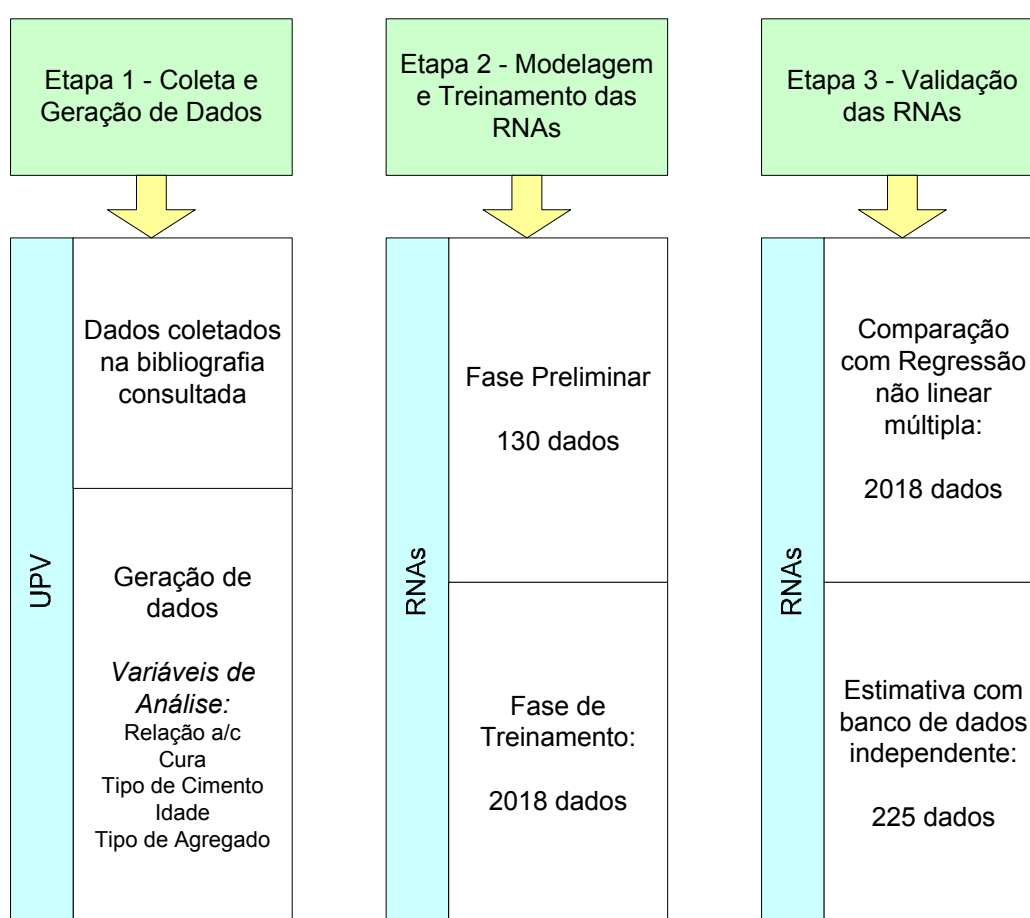 Etapa 1 - Coleta e
Geração de Dados
UPV
Dados coletados
na bibliografia
consultada
Geração de
dados
Variáveis de
Análise:
Relação a/c
Cura
Tipo de Cimento
Idade
Tipo de Agregado
Etapa 2 - Modelagem
e Treinamento das
RNAs
RNAs
Fase Preliminar
130 dados
Fase de
Treinamento:
2018 dados
Etapa 3 - Validação
das RNAs
RNAs
Comparação
com Regressão
não linear
múltipla:
2018 dados
Estimativa com
banco de dados
independente:
225 dados